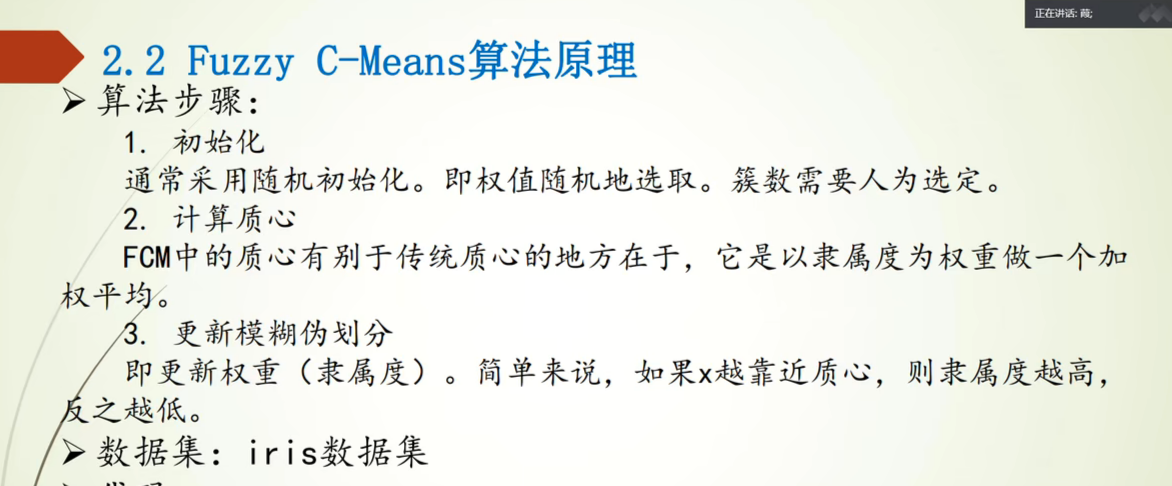 正在讲话: 葭;
2.2 Fuzzy C-Means算法原理
算法步骤：
1. 初始化
通常采用随机初始化。即权值随机地选取。簇数需要人为选定。
2. 计算质心
FCM中的质心有别于传统质心的地方在于，它是以隶属度为权重做一个加
权平均。
3. 更新模糊伪划分
即更新权重（隶属度）。简单来说，如果x越靠近质心，则隶属度越高，
反之越低。
数据集：iris数据集